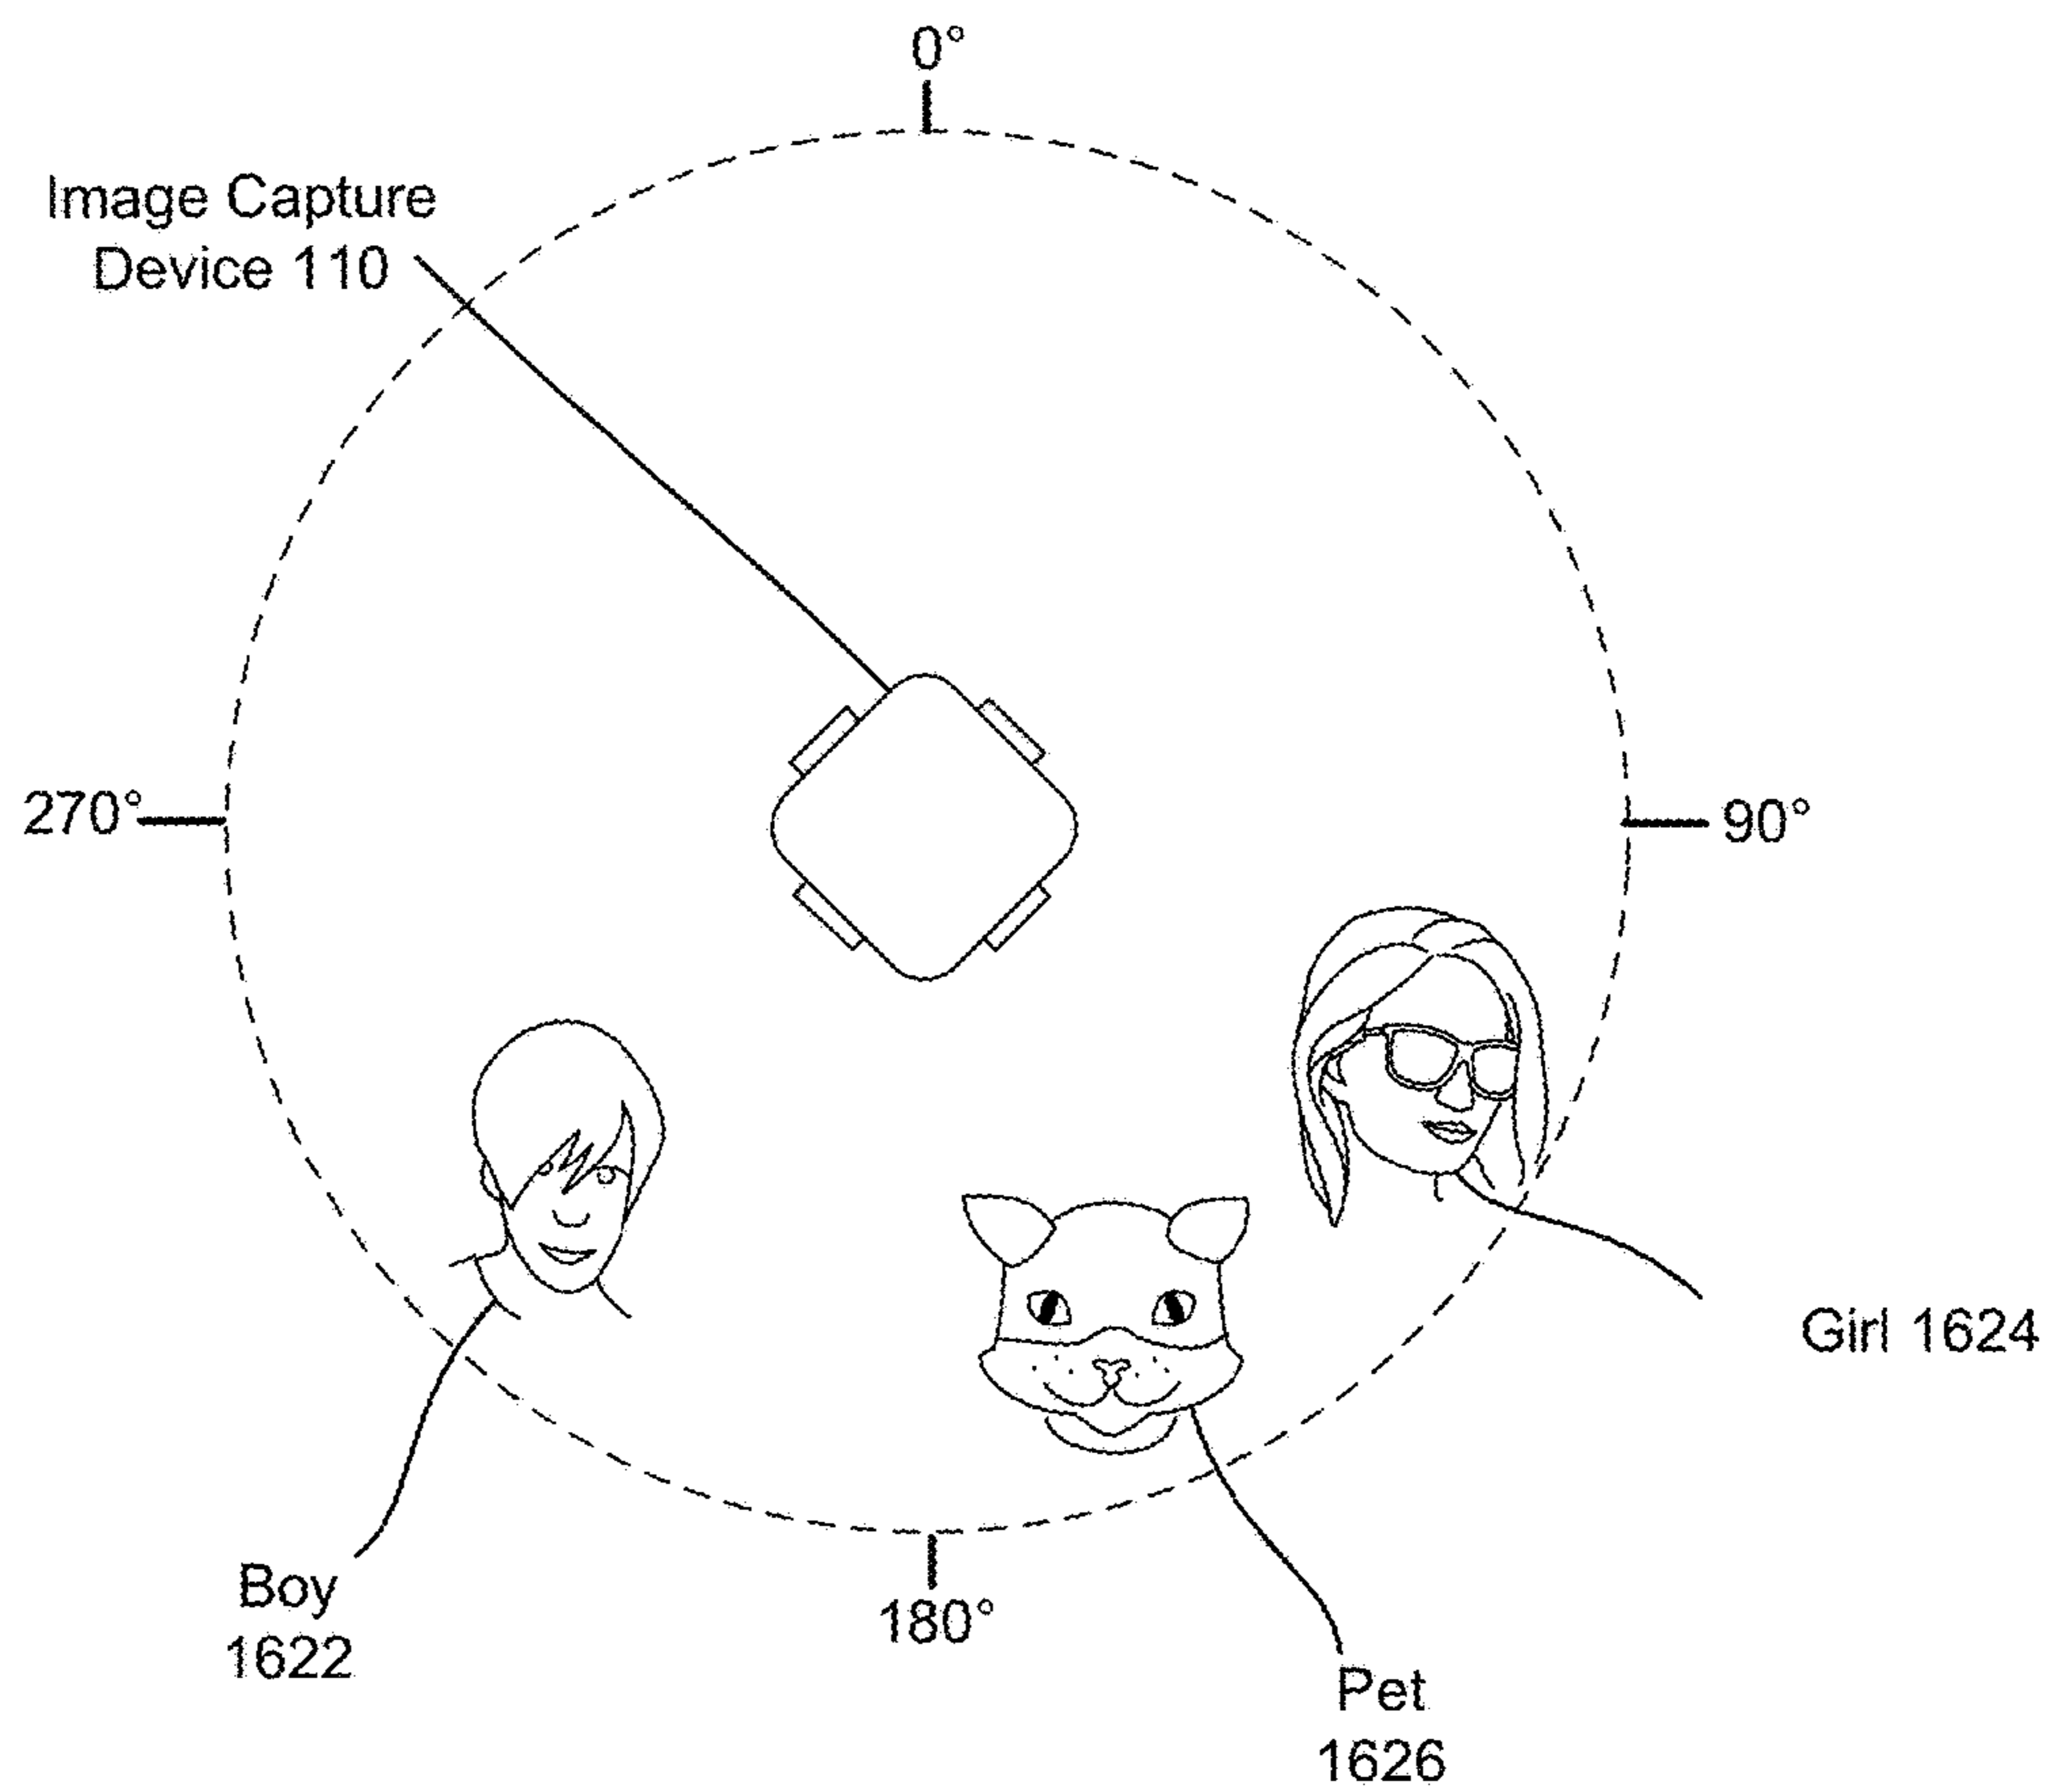 0°
Image Capture
Device 110
270°
90°
Girl 1624
Boy
1622
180°
Pet
1626